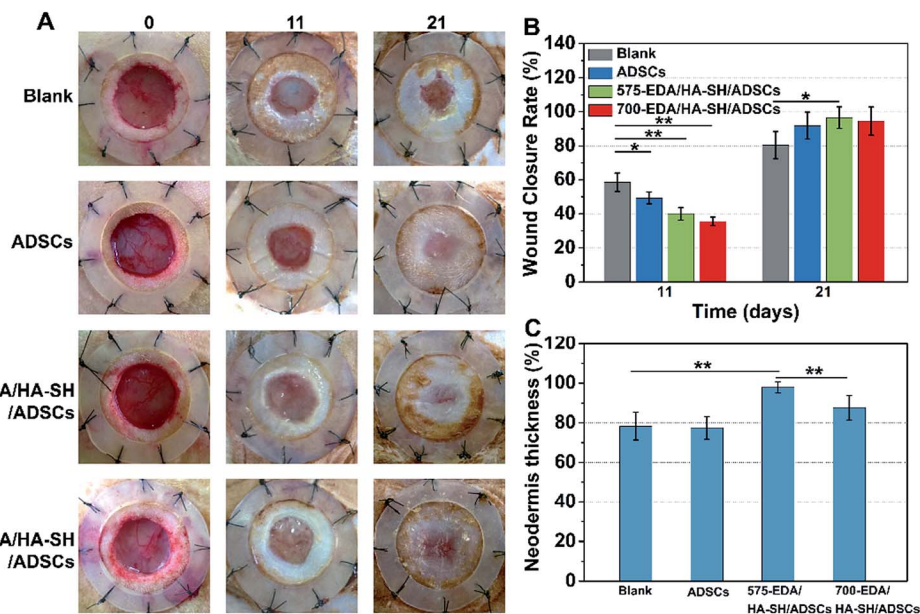 A
0 11 21
Blank
ADSCs
A/HA-SH
/ADSCs
A/HA-SH
/ADSCs
B
Wound Closure Rate (%)
140
120
100
80
60
40
20
0
Blank
ADSCs
575-EDA/HA-SH/ADSCs
700-EDA/HA-SH/ADSCs
**
**
*
*
11 21
Time (days)
C
Neodermis thickness (%)
120
100
80
60
40
20
0
** **
Blank ADSCs 575-EDA/ 700-EDA/
HA-SH/ADSCs HA-SH/ADSCs